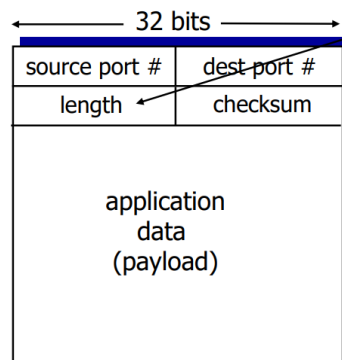 32 bits
source port # dest port #
length checksum
application
data
(payload)